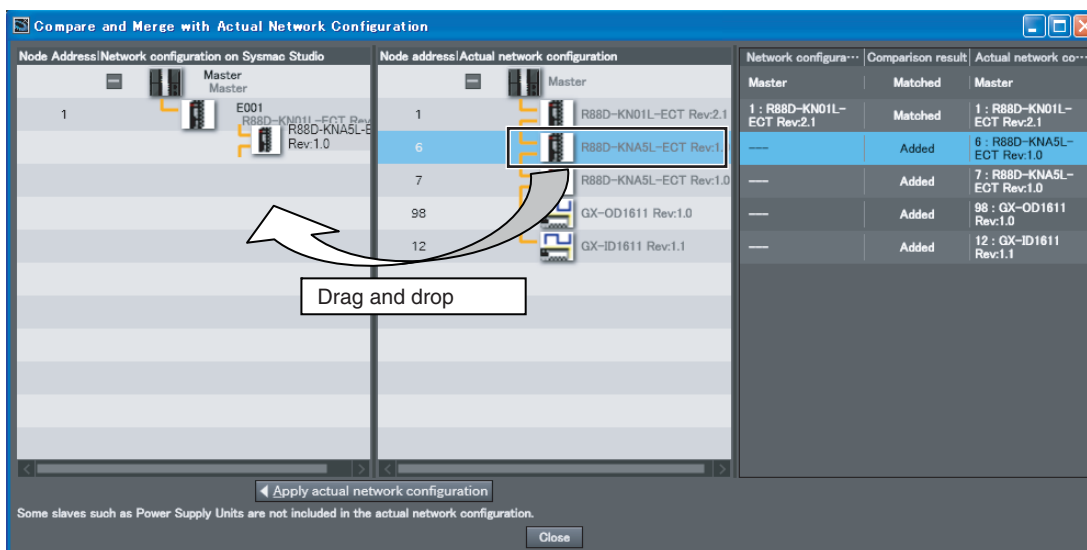 Compare and Merge with Actual Network Configuration
Node Address|Network configuration on Sysmac Studio
Master
Master
1
E001
R88D-KN01L-ECT Rev
R88D-KNA5L-E
Rev:1.0
Node address|Actual network configuration
Master
1
R88D-KN01L-ECT Rev:2.1
6
R88D-KNA5L-ECT Rev:1.
7
R88D-KNA5L-ECT Rev:1.0
98
GX-OD1611 Rev:1.0
12
GX-ID1611 Rev:1.1
Drag and drop
Network configura··· Comparison result Actual network co···
Master Matched Master
1 : R88D-KN01L-
ECT Rev:2.1
Matched
1 : R88D-KN01L-
ECT Rev:2.1
--- Added
6 : R88D-KNA5L-
ECT Rev:1.0
--- Added
7 : R88D-KNA5L-
ECT Rev:1.0
--- Added
98 : GX-OD1611
Rev:1.0
--- Added
12 : GX-ID1611
Rev:1.1
Apply actual network configuration
Some slaves such as Power Supply Units are not included in the actual network configuration.
Close